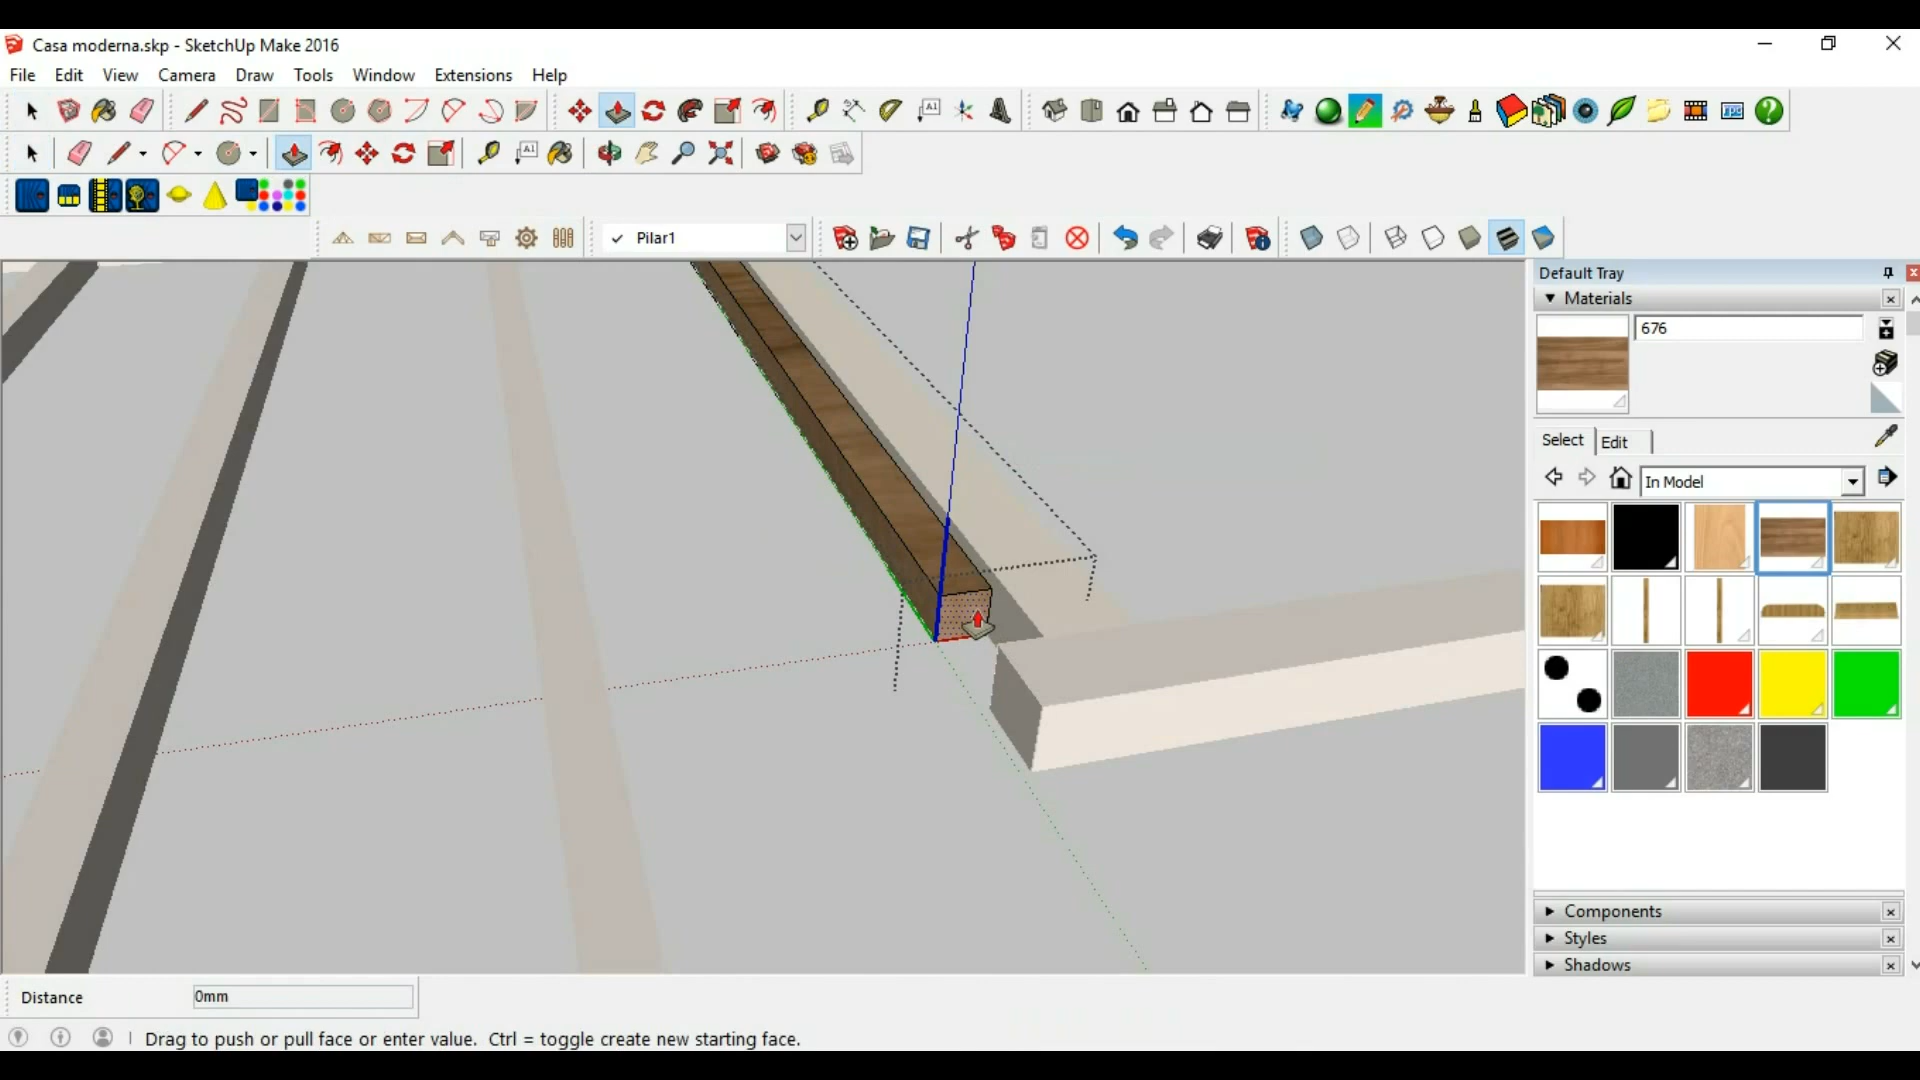 Casa moderna.skp - SketchUp Make 2016
File Edit View Camera Draw Tools Window Extensions Help
A1
A1
✓ Pilar1
Default Tray
Materials
676
Select Edit
In Model
Components
Styles
Shadows
Distance 0mm
Drag to push or pull face or enter value. Ctrl = toggle create new starting face.